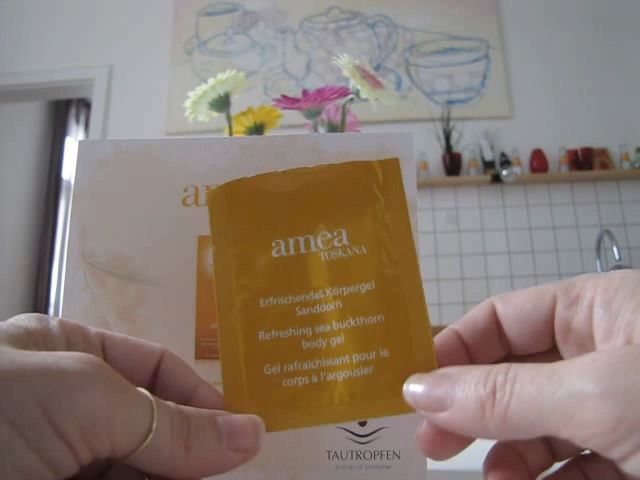 am
amea
TOSKANA
Erfrischendes Körpergel
Sanddorn
Refreshing sea buckthorn
body gel
Gel rafraîchissant pour le
corps à l'argousier
TAUTROPFEN
a drop of paradise